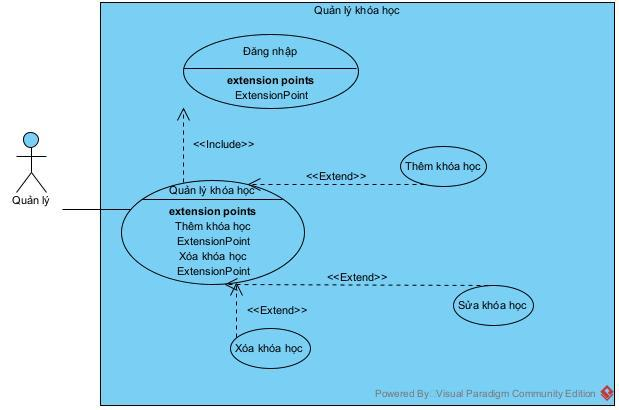 Quản lý khóa học
Đăng nhập
extension points
ExtensionPoint
<<Include>>
Thêm khóa học
<<Extend>>
Quản lý
Quản lý khóa học
extension points
Thêm khóa học
ExtensionPoint
Xóa khóa học
ExtensionPoint
<<Extend>>
Sửa khóa học
<<Extend>>
Xóa khóa học
Powered By: Visual Paradigm Community Edition